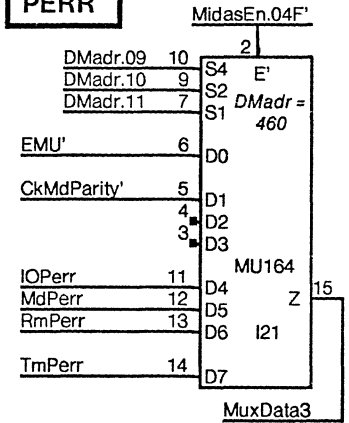 PERR
MidasEn.04F'
2
DMadr.09 10 S4 E'
DMadr.10 9 S2 DMadr =
DMadr.11 7 S1 460
EMU' 6 D0
CkMdParity' 5 D1
4 D2
3 D3
MU164
IOPerr 11 D4
MdPerr 12 D5 Z 15
RmPerr 13 D6 I21
TmPerr 14 D7
MuxData3